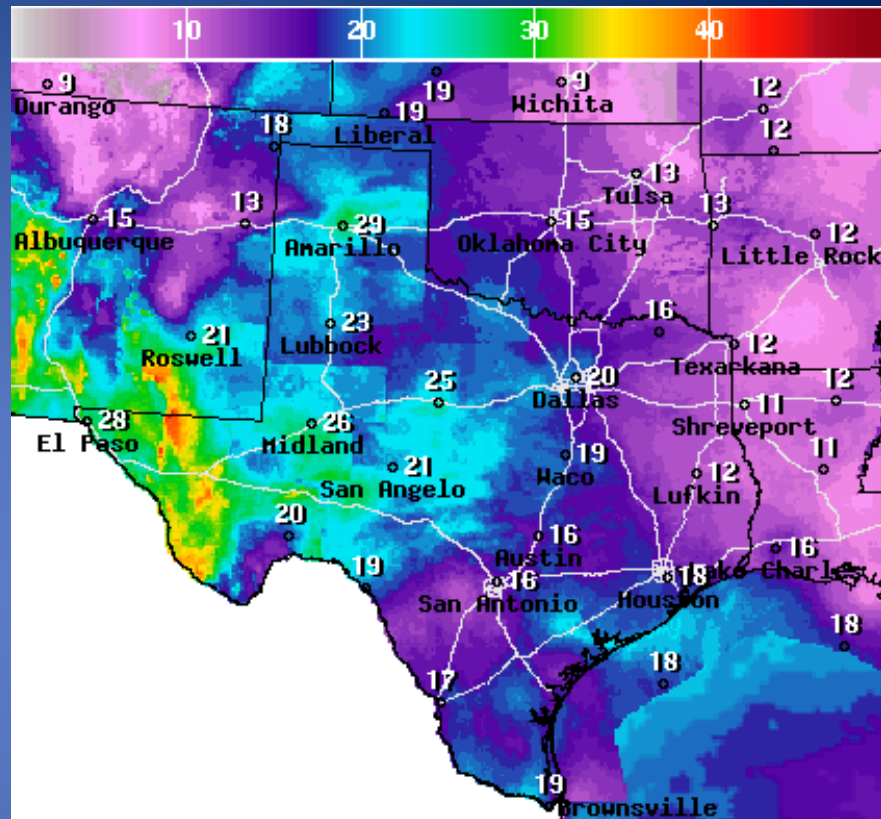 10 20 30 40
9 19 9 12
Durango Liberal 19 Wichita
18 12
13 Tulsa
15 13 29 15 13 12
Albuquerque Amarillo Oklahoma City Little Rock
21 23 16 12
Roswell Lubbock Texarkana
25 20 11 12
Dallas Shreveport
28 26
El Paso Midland
21 19 12 11
San Angelo Waco Lufkin
20 16 16
Austin Lake Charles
19 16 18
San Antonio Houston
18
18
17
19
Brownsville